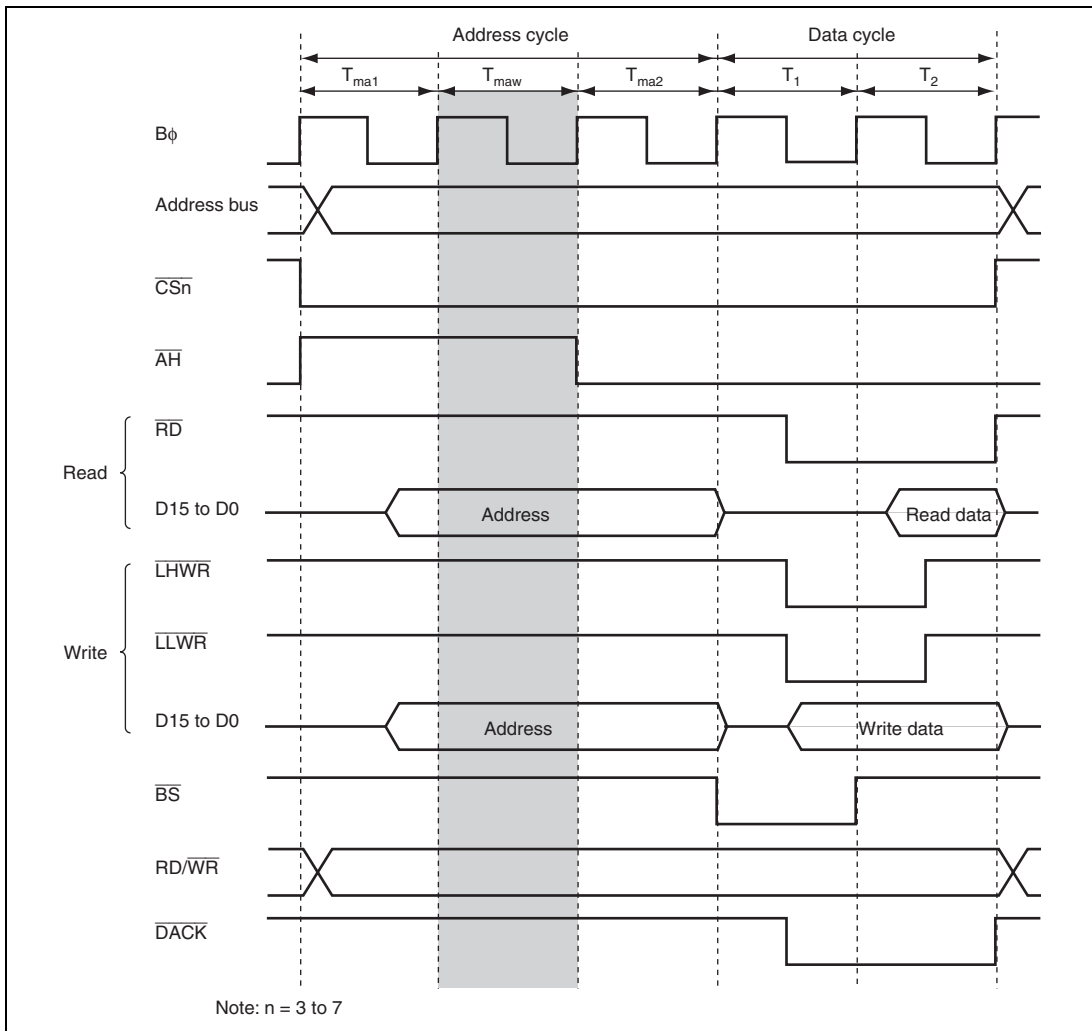 Address cycle Data cycle
Tma1 Tmaw Tma2 T1 T2
Bφ
Address bus
CSn
AH
RD
Read
D15 to D0 Address Read data
LHWR
LLWR
Write
D15 to D0 Address Write data
BS
RD/WR
DACK
Note: n = 3 to 7